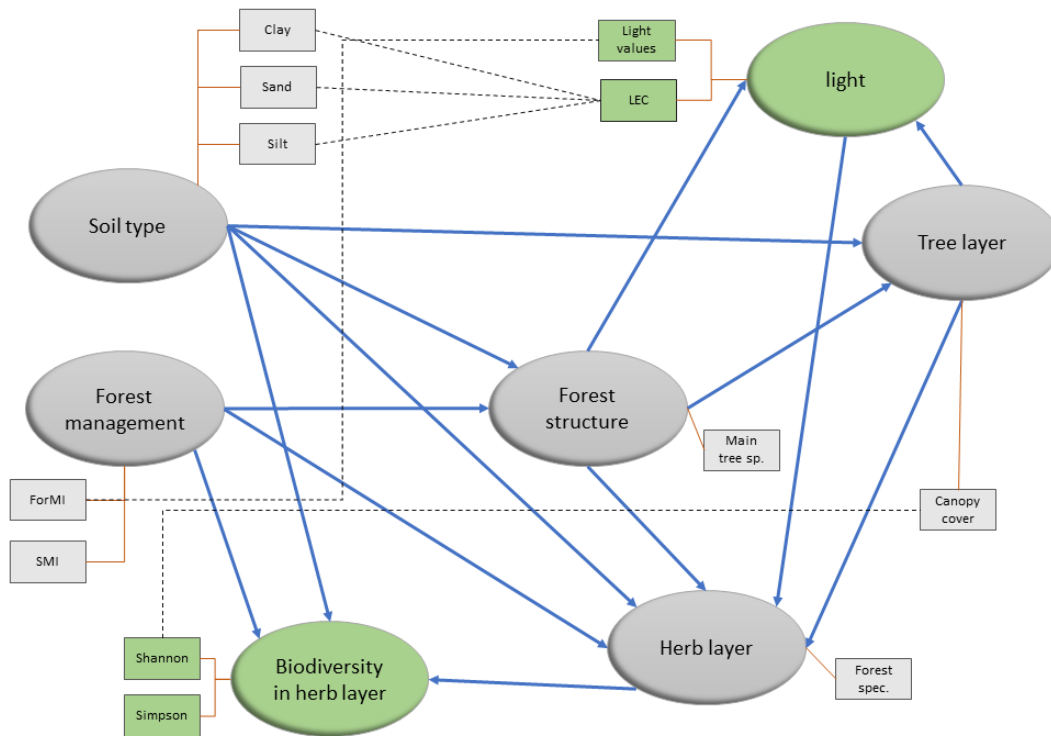 Clay
Light
values
Sand
light
LEC
Silt
Soil type
Tree layer
Forest
management
Forest
structure
Main
tree sp.
ForMI
Canopy
cover
SMI
Shannon
Herb layer
Biodiversity
in herb layer
Forest
spec.
Simpson